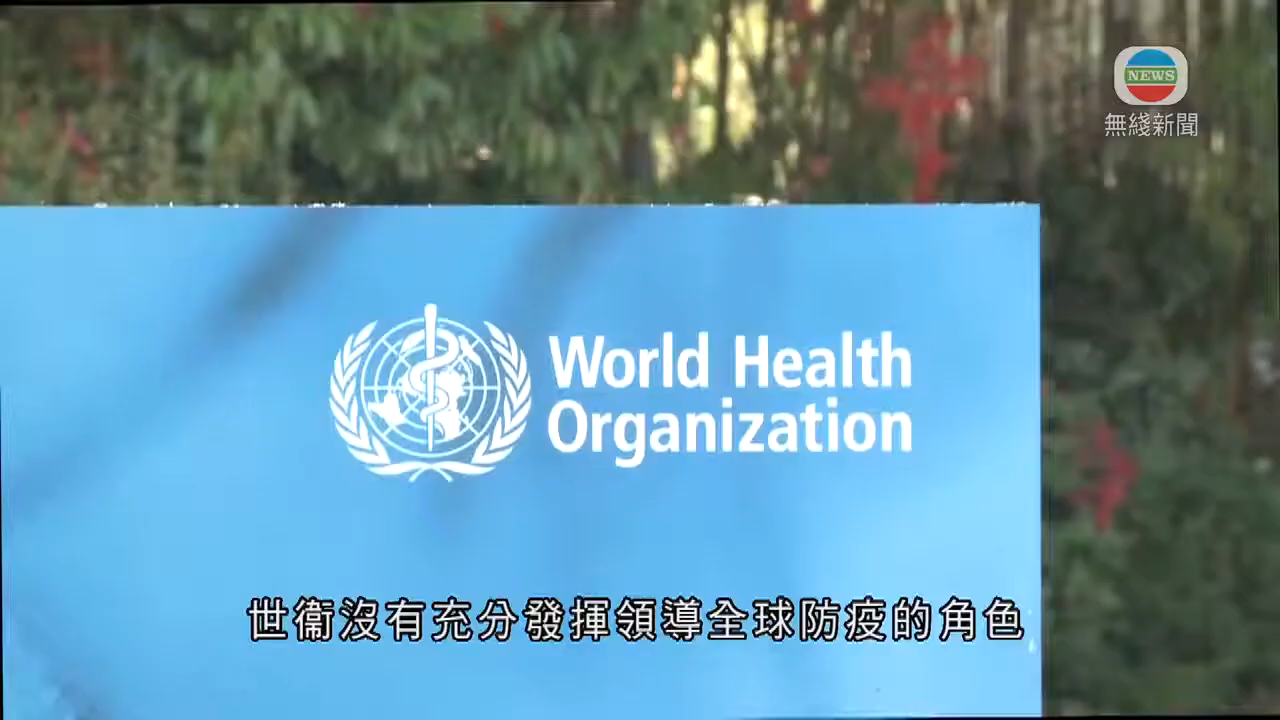 NEWS
無綫新聞
World Health
Organization
世衞沒有充分發揮領導全球防疫的角色